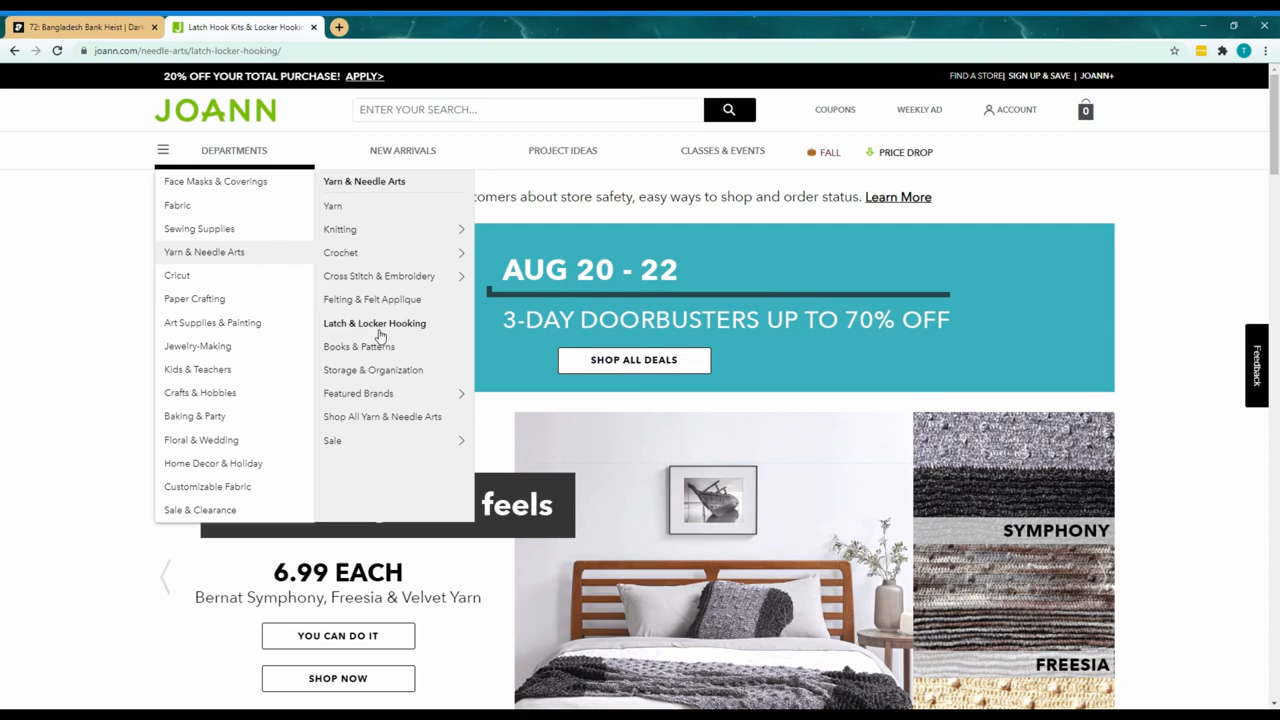 72: Bangladesh Bank Heist | Dark
Latch Hook Kits & Locker Hookin
joann.com/needle-arts/latch-locker-hooking/
T
20% OFF YOUR TOTAL PURCHASE! APPLY>
FIND A STORE| SIGN UP & SAVE | JOANN+
JOANN
ENTER YOUR SEARCH...
COUPONS
WEEKLY AD
ACCOUNT
0
DEPARTMENTS
NEW ARRIVALS
PROJECT IDEAS
CLASSES & EVENTS
FALL
PRICE DROP
Face Masks & Coverings
Fabric
Sewing Supplies
Yarn & Needle Arts
Cricut
Paper Crafting
Art Supplies & Painting
Jewelry-Making
Kids & Teachers
Crafts & Hobbies
Baking & Party
Floral & Wedding
Home Decor & Holiday
Customizable Fabric
Sale & Clearance
Yarn & Needle Arts
Yarn
Knitting
Crochet
Cross Stitch & Embroidery
Felting & Felt Applique
Latch & Locker Hooking
Books & Patterns
Storage & Organization
Featured Brands
Shop All Yarn & Needle Arts
Sale
tomers about store safety, easy ways to shop and order status. Learn More
AUG 20 - 22
3-DAY DOORBUSTERS UP TO 70% OFF
SHOP ALL DEALS
Feedback
feels
6.99 EACH
Bernat Symphony, Freesia & Velvet Yarn
YOU CAN DO IT
SHOP NOW
SYMPHONY
FREESIA